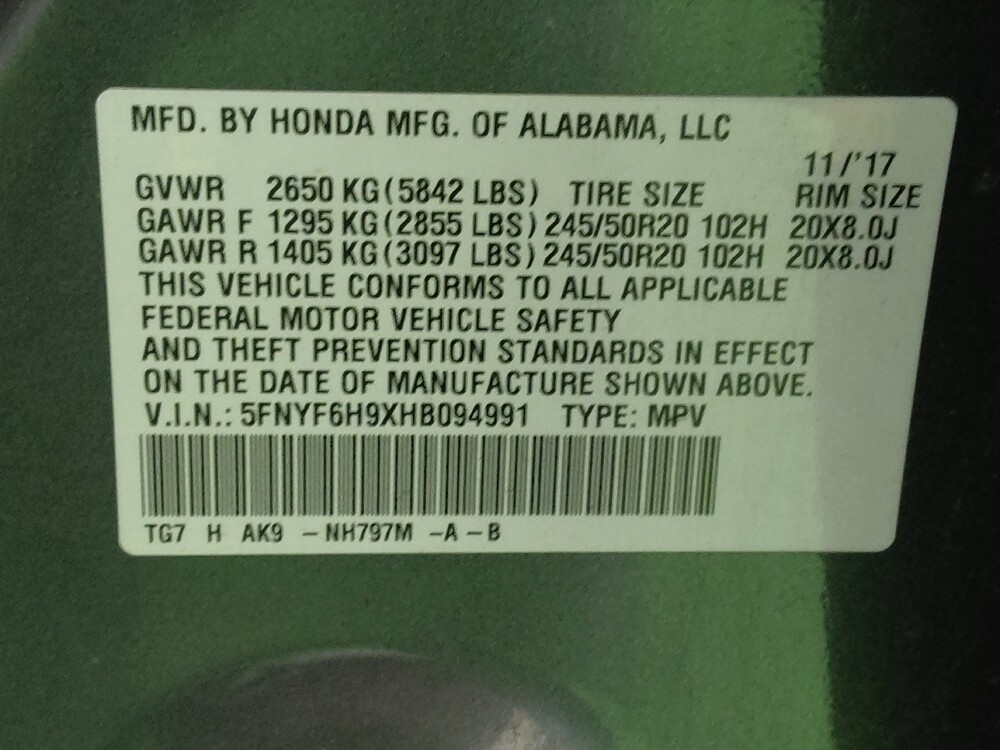 MFD. BY HONDA MFG. OF ALABAMA, LLC
11/'17
GVWR 2650 KG (5842 LBS) TIRE SIZE RIM SIZE
GAWR F 1295 KG (2855 LBS) 245/50R20 102H 20X8.0J
GAWR R 1405 KG (3097 LBS) 245/50R20 102H 20X8.0J
THIS VEHICLE CONFORMS TO ALL APPLICABLE
FEDERAL MOTOR VEHICLE SAFETY
AND THEFT PREVENTION STANDARDS IN EFFECT
ON THE DATE OF MANUFACTURE SHOWN ABOVE.
V.I.N.: 5FNYF6H9XHB094991 TYPE: MPV
TG7 H AK9 – NH797M –A – B